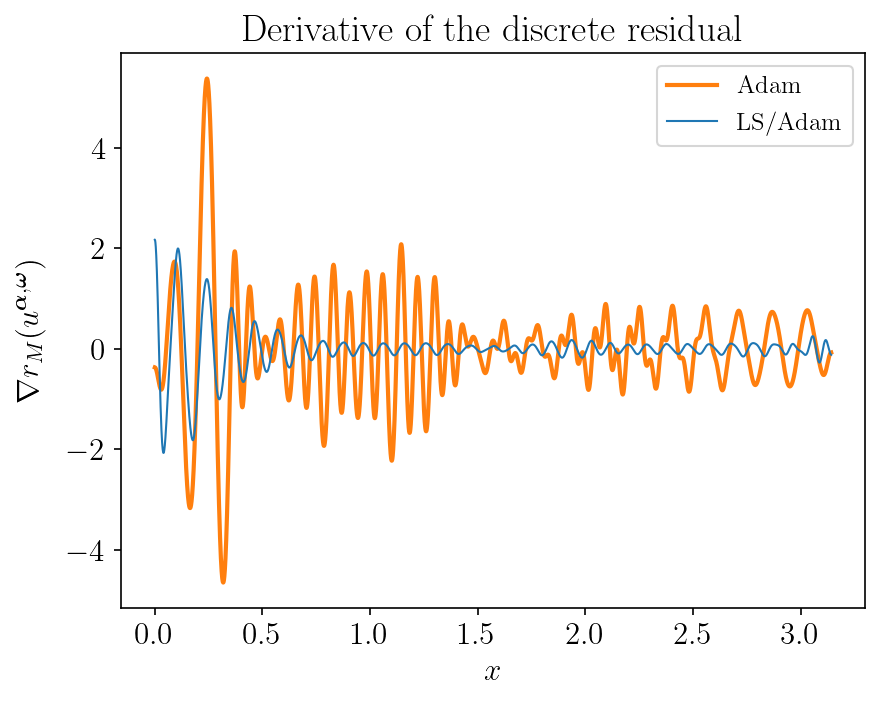 Derivative of the discrete residual
Adam
LS/Adam
∇r_M(u^{α,ω})
4
2
0
−2
−4
0.0 0.5 1.0 1.5 2.0 2.5 3.0
x